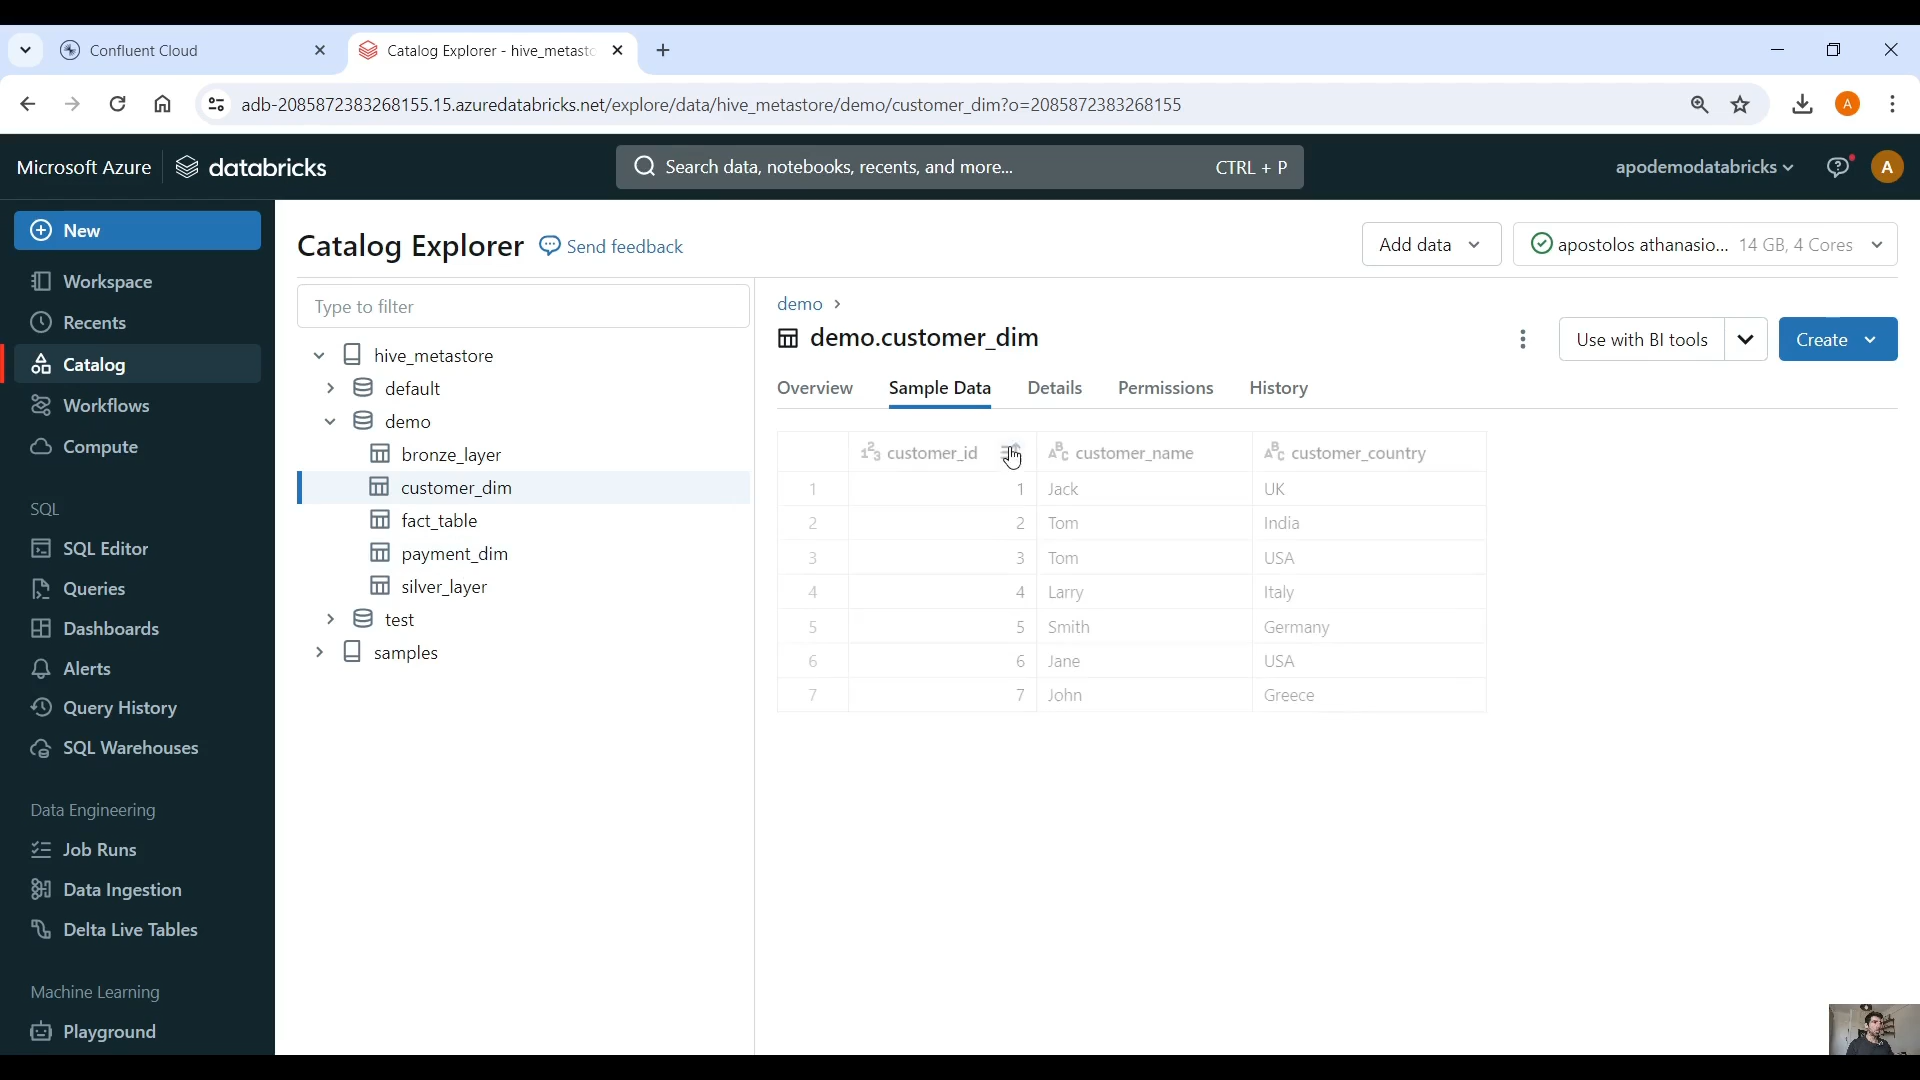 Confluent Cloud
Catalog Explorer - hive_metast
adb-2085872383268155.15.azuredatabricks.net/explore/data/hive_metastore/demo/customer_dim?o=2085872383268155
A
Microsoft Azure
databricks
Search data, notebooks, recents, and more...
CTRL + P
apodemodatabricks
A
New
Workspace
Recents
Catalog
Workflows
Compute
SQL
SQL Editor
Queries
Dashboards
Alerts
Query History
SQL Warehouses
Data Engineering
Job Runs
Data Ingestion
Delta Live Tables
Machine Learning
Playground
Catalog Explorer
Send feedback
Add data
apostolos athanasio... 14 GB, 4 Cores
Type to filter
hive_metastore
default
demo
bronze_layer
customer_dim
fact_table
payment_dim
silver_layer
test
samples
demo
demo.customer_dim
Use with BI tools
Create
Overview Sample Data Details Permissions History
customer_id customer_name customer_country
1 1 Jack UK
2 2 Tom India
3 3 Tom USA
4 4 Larry Italy
5 5 Smith Germany
6 6 Jane USA
7 7 John Greece